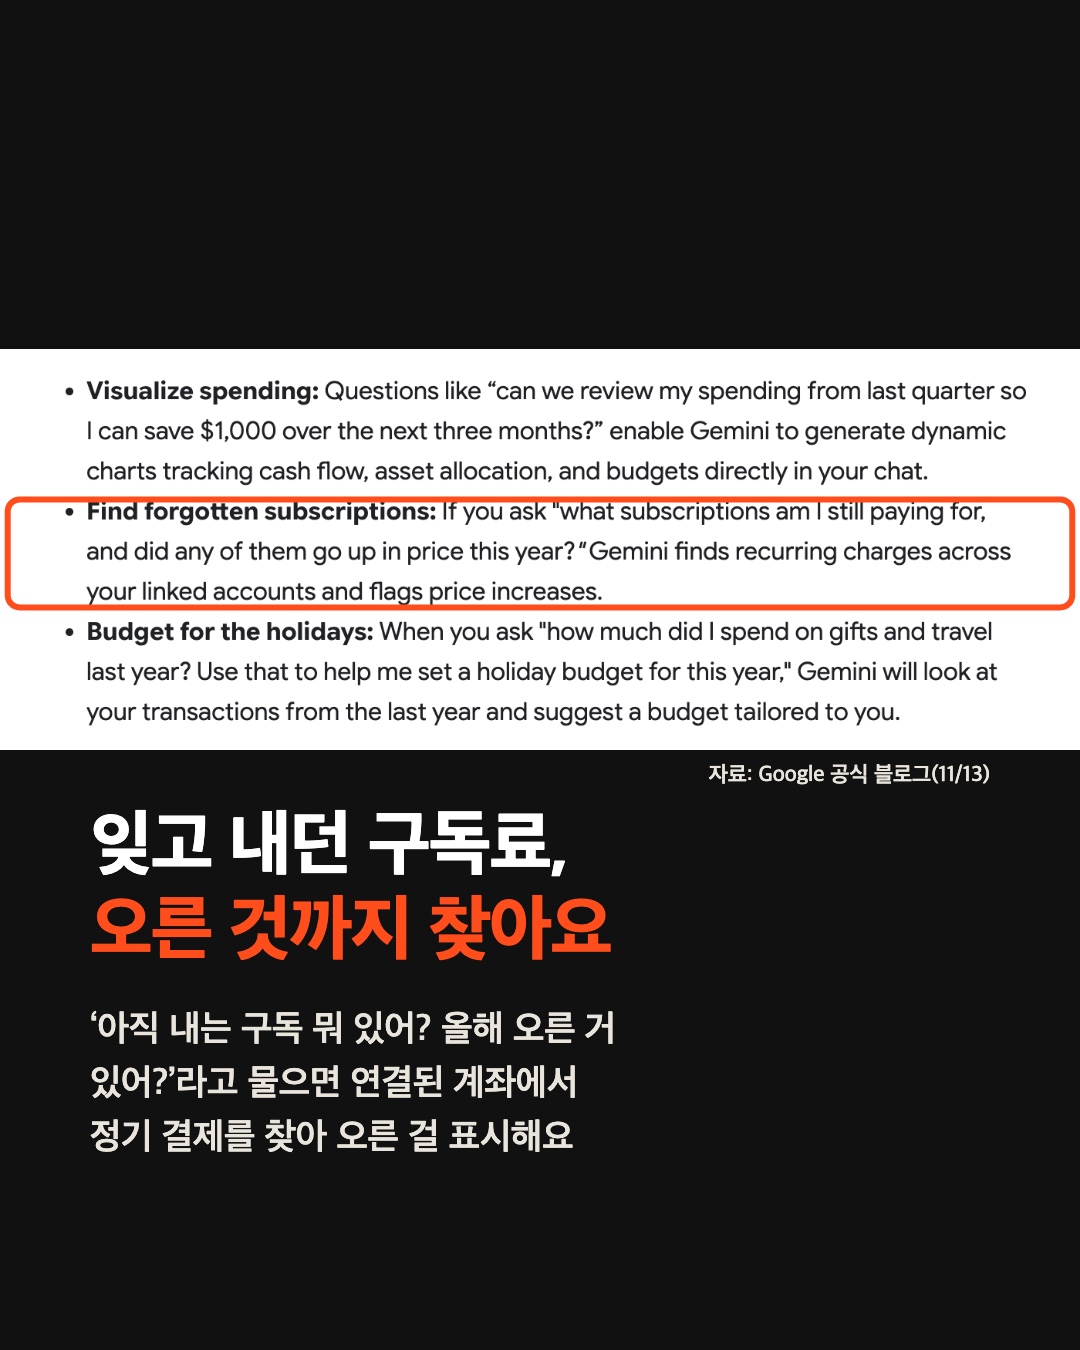 • Visualize spending: Questions like “can we review my spending from last quarter so
I can save $1,000 over the next three months?” enable Gemini to generate dynamic
charts tracking cash flow, asset allocation, and budgets directly in your chat.
• Find forgotten subscriptions: If you ask "what subscriptions am I still paying for,
and did any of them go up in price this year?" Gemini finds recurring charges across
your linked accounts and flags price increases.
• Budget for the holidays: When you ask "how much did I spend on gifts and travel
last year? Use that to help me set a holiday budget for this year," Gemini will look at
your transactions from the last year and suggest a budget tailored to you.
자료: Google 공식 블로그(11/13)
잊고 내던 구독료,
오른 것까지 찾아요
‘아직 내는 구독 뭐 있어? 올해 오른 거
있어?’라고 물으면 연결된 계좌에서
정기 결제를 찾아 오른 걸 표시해요